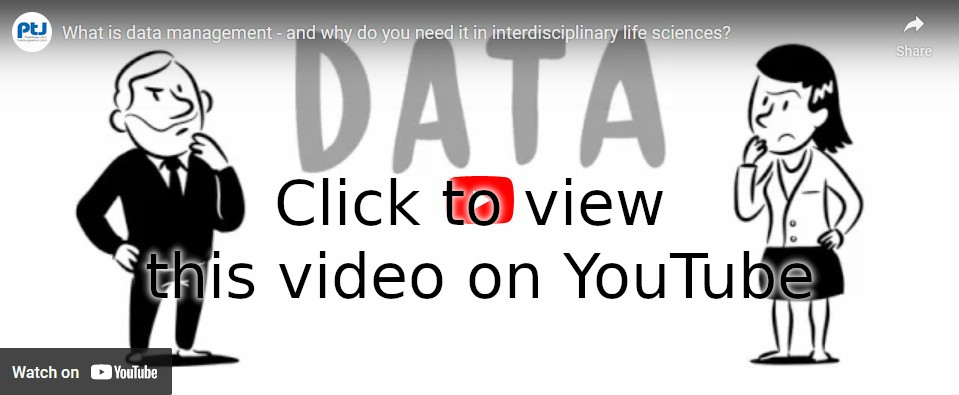 PtJ
What is data management - and why do you need it in interdisciplinary life sciences?
Share
DATA
Click to view
this video on YouTube
Watch on YouTube